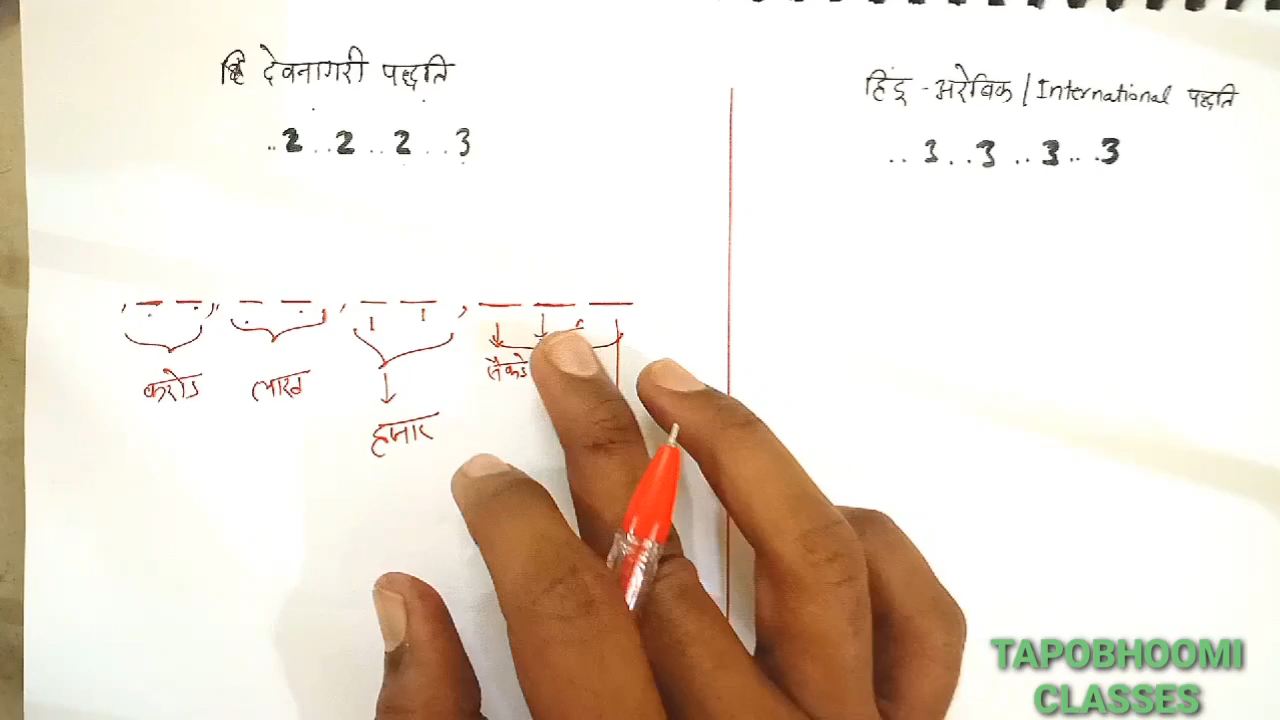 देवनागरी पद्धति
.. 2 .. 2 .. 2 .. 3
हिंदू - अरेबिक / International पद्धति
.. 3 .. 3 .. 3 .. 3
करोड लाख हजार सैकडे
TAPOBHOOMI
CLASSES